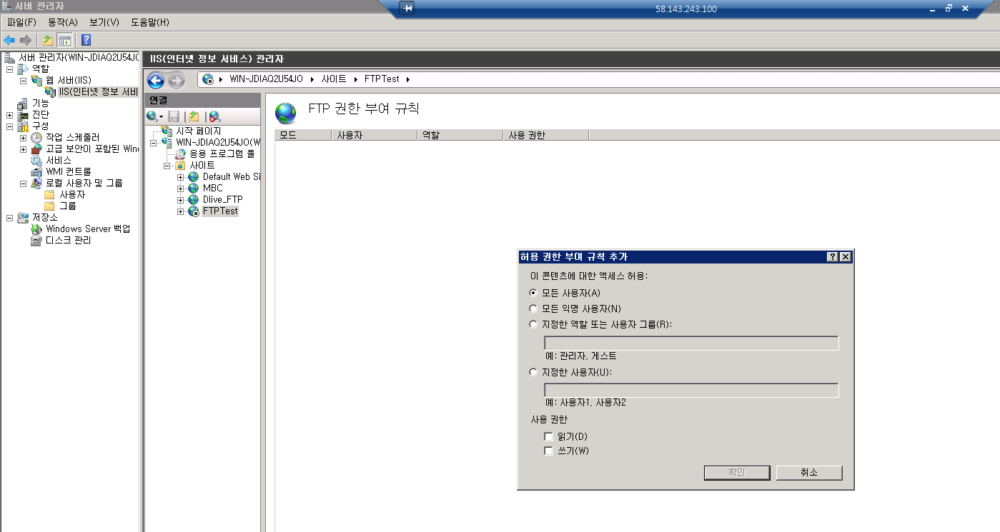 서버 관리자
58.143.243.100
파일(F) 동작(A) 보기(V) 도움말(H)
서버 관리자(WIN-JDIAQ2U54JO
역할
웹 서버(IIS)
IIS(인터넷 정보 서비
기능
진단
구성
작업 스케줄러
고급 보안이 포함된 Win
서비스
WMI 컨트롤
로컬 사용자 및 그룹
사용자
그룹
저장소
Windows Server 백업
디스크 관리
IIS(인터넷 정보 서비스) 관리자
WIN-JDIAQ2U54JO 사이트 FTPTest
연결
시작 페이지
WIN-JDIAQ2U54JO(W
응용 프로그램 풀
사이트
Default Web Si
MBC
Dlive_FTP
FTPTest
FTP 권한 부여 규칙
모드 사용자 역할 사용 권한
허용 권한 부여 규칙 추가
이 콘텐츠에 대한 액세스 허용:
모든 사용자(A)
모든 익명 사용자(N)
지정한 역할 또는 사용자 그룹(R):
예: 관리자, 게스트
지정한 사용자(U):
예: 사용자1, 사용자2
사용 권한
읽기(D)
쓰기(W)
확인 취소